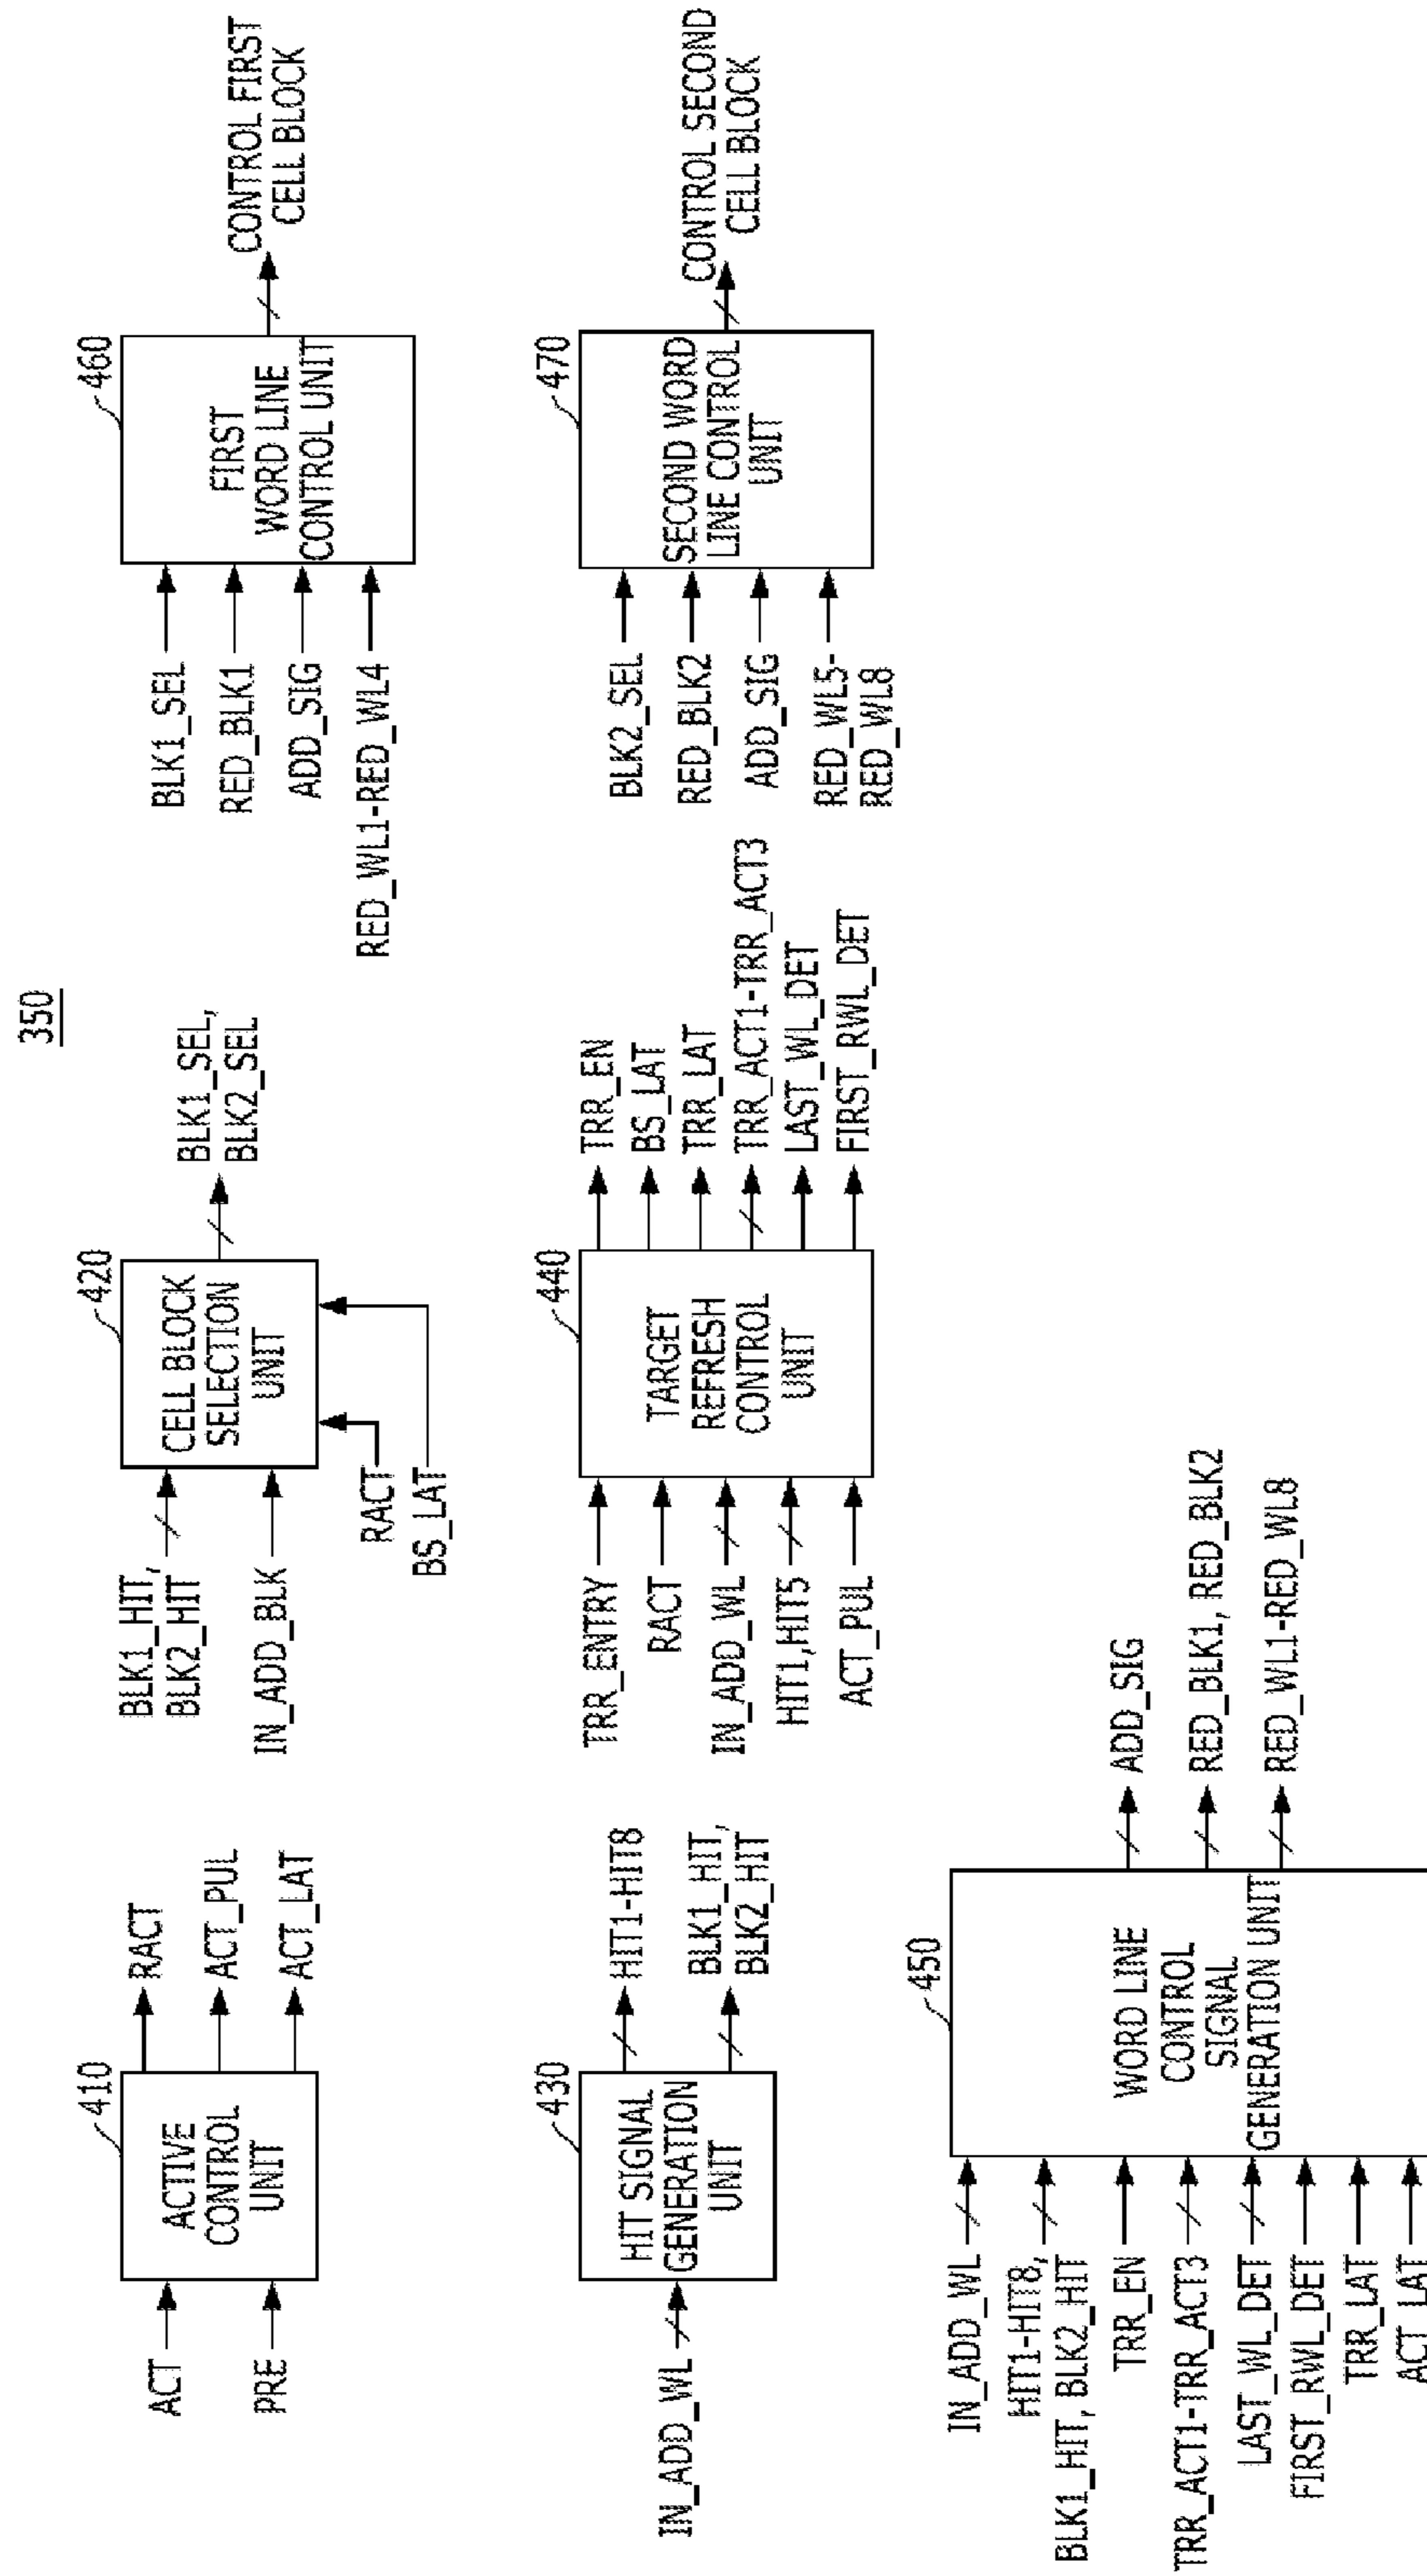 350
410
ACT
PRE
ACTIVE
CONTROL
UNIT
RACT
ACT_PUL
ACT_LAT
420
BLK1_HIT,
BLK2_HIT
IN_ADD_BLK
RACT
BS_LAT
CELL BLOCK
SELECTION
UNIT
BLK1_SEL,
BLK2_SEL
460
BLK1_SEL
RED_BLK1
ADD_SIG
RED_WL1-RED_WL4
FIRST
WORD LINE
CONTROL UNIT
CONTROL FIRST
CELL BLOCK
430
IN_ADD_WL
HIT SIGNAL
GENERATION
UNIT
HIT1-HIT8
BLK1_HIT,
BLK2_HIT
440
TRR_ENTRY
RACT
IN_ADD_WL
HIT1,HIT5
ACT_PUL
TARGET
REFRESH
CONTROL
UNIT
TRR_EN
BS_LAT
TRR_LAT
TRR_ACT1-TRR_ACT3
LAST_WL_DET
FIRST_RWL_DET
470
BLK2_SEL
RED_BLK2
ADD_SIG
RED_WL5-
RED_WL8
SECOND WORD
LINE CONTROL
UNIT
CONTROL SECOND
CELL BLOCK
450
IN_ADD_WL
HIT1-HIT8,
BLK1_HIT, BLK2_HIT
TRR_EN
TRR_ACT1-TRR_ACT3
LAST_WL_DET
FIRST_RWL_DET
TRR_LAT
ACT_LAT
WORD LINE
CONTROL
SIGNAL
GENERATION UNIT
ADD_SIG
RED_BLK1, RED_BLK2
RED_WL1-RED_WL8